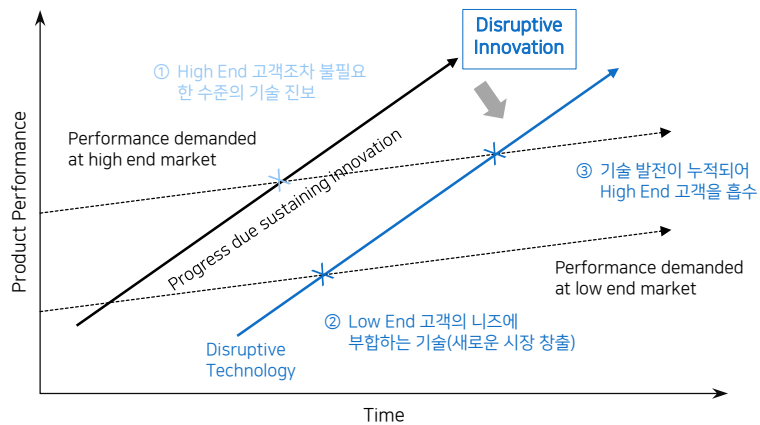 Disruptive
Innovation
① High End 고객조차 불필요
한 수준의 기술 진보
Performance demanded
at high end market
Progress due sustaining innovation
③ 기술 발전이 누적되어
High End 고객을 흡수
Performance demanded
at low end market
② Low End 고객의 니즈에
부합하는 기술(새로운 시장 창출)
Disruptive
Technology
Product Performance
Time